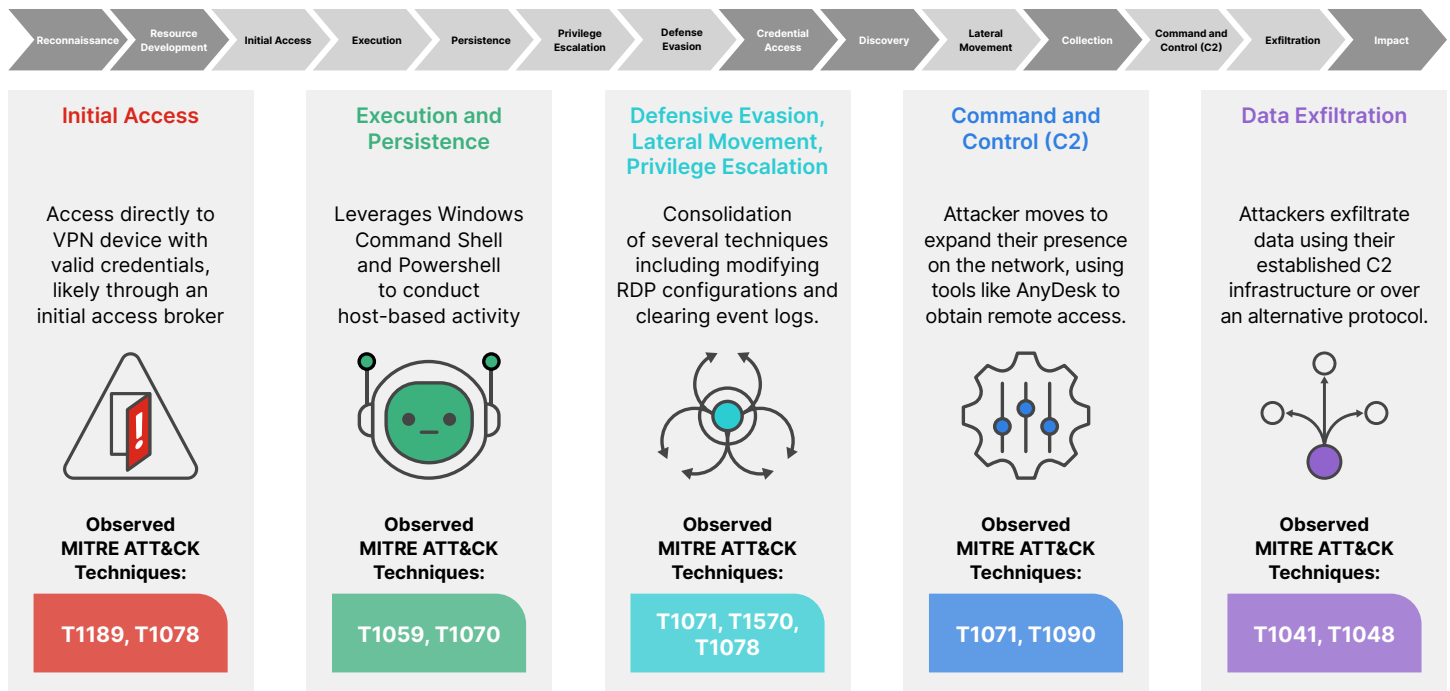 Reconnaissance
Resource
Development
Initial Access
Execution
Persistence
Privilege
Escalation
Defense
Evasion
Credential
Access
Discovery
Lateral
Movement
Collection
Command and
Control (C2)
Exfiltration
Impact
Initial Access
Access directly to
VPN device with
valid credentials,
likely through an
initial access broker
Observed
MITRE ATT&CK
Techniques:
T1189, T1078
Execution and
Persistence
Leverages Windows
Command Shell
and Powershell
to conduct
host-based activity
Observed
MITRE ATT&CK
Techniques:
T1059, T1070
Defensive Evasion,
Lateral Movement,
Privilege Escalation
Consolidation
of several techniques
including modifying
RDP configurations and
clearing event logs.
Observed
MITRE ATT&CK
Techniques:
T1071, T1570,
T1078
Command and
Control (C2)
Attacker moves to
expand their presence
on the network, using
tools like AnyDesk to
obtain remote access.
Observed
MITRE ATT&CK
Techniques:
T1071, T1090
Data Exfiltration
Attackers exfiltrate
data using their
established C2
infrastructure or over
an alternative protocol.
Observed
MITRE ATT&CK
Techniques:
T1041, T1048